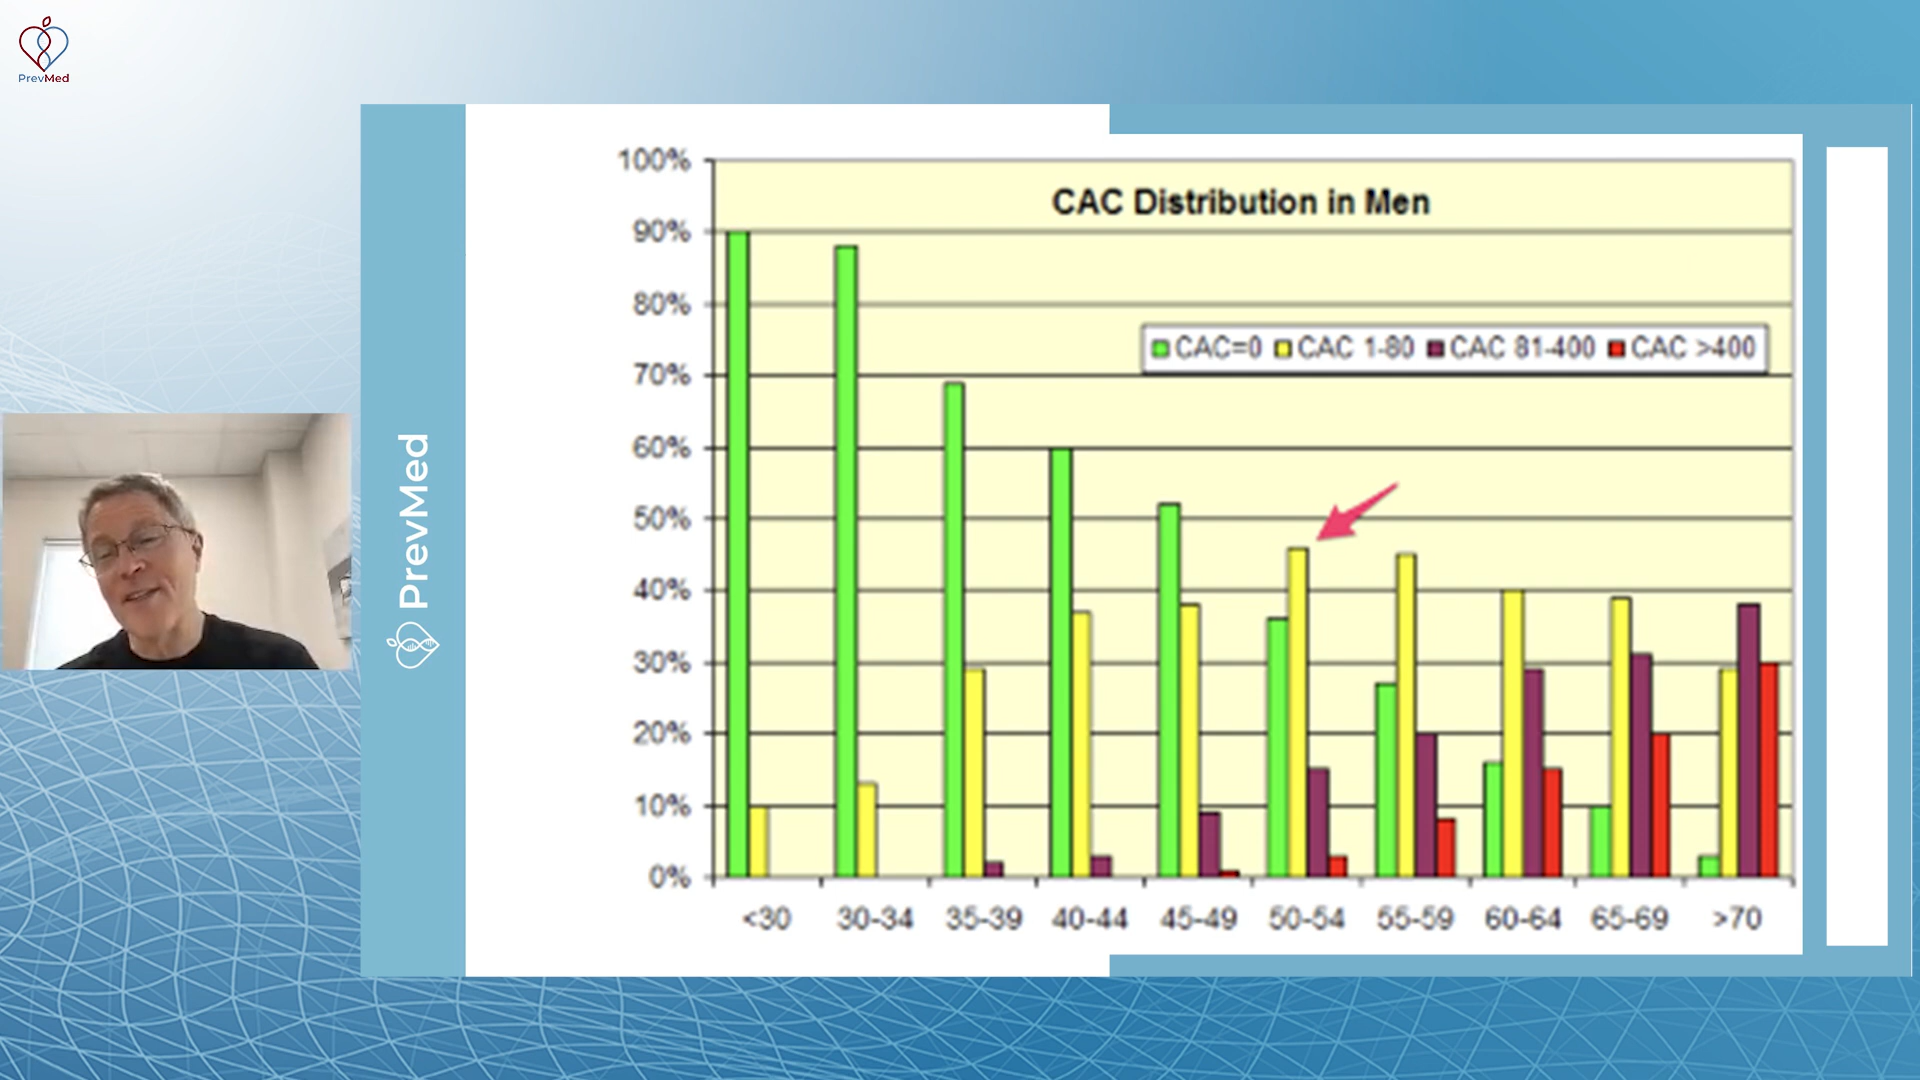 PrevMed
PrevMed
CAC Distribution in Men
CAC=0 CAC 1-80 CAC 81-400 CAC >400
100%
90%
80%
70%
60%
50%
40%
30%
20%
10%
0%
<30 30-34 35-39 40-44 45-49 50-54 55-59 60-64 65-69 >70